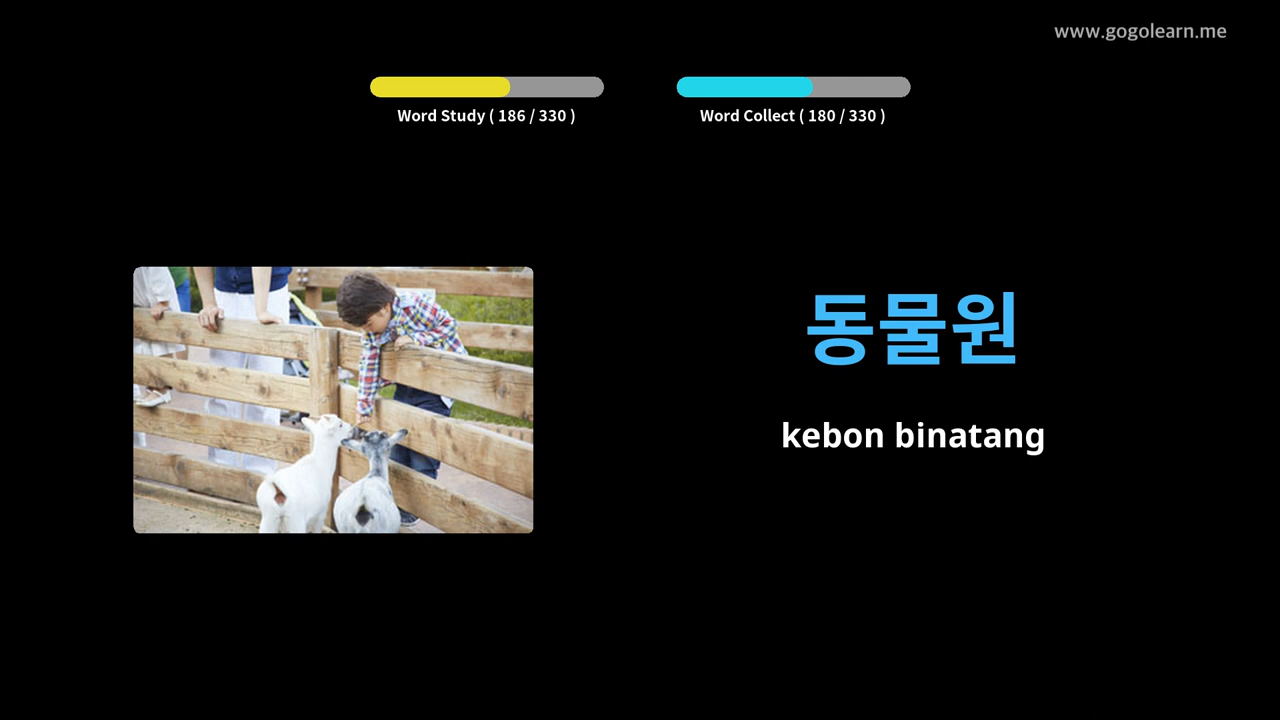 www.gogolearn.me
Word Study ( 186 / 330 )
Word Collect ( 180 / 330 )
동물원
kebon binatang